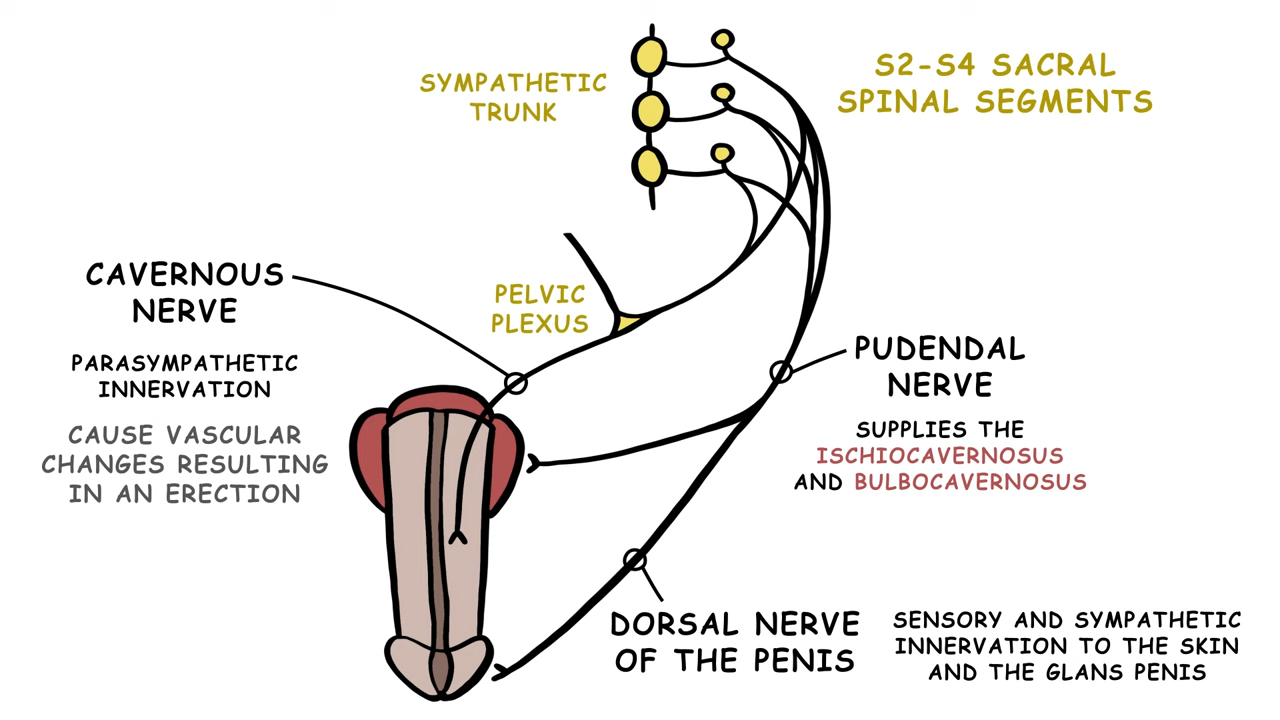 SYMPATHETIC
TRUNK
S2-S4 SACRAL
SPINAL SEGMENTS
CAVERNOUS
NERVE
PARASYMPATHETIC
INNERVATION
CAUSE VASCULAR
CHANGES RESULTING
IN AN ERECTION
PELVIC
PLEXUS
PUDENDAL
NERVE
SUPPLIES THE
ISCHIOCAVERNOSUS
AND BULBOCAVERNOSUS
DORSAL NERVE
OF THE PENIS
SENSORY AND SYMPATHETIC
INNERVATION TO THE SKIN
AND THE GLANS PENIS